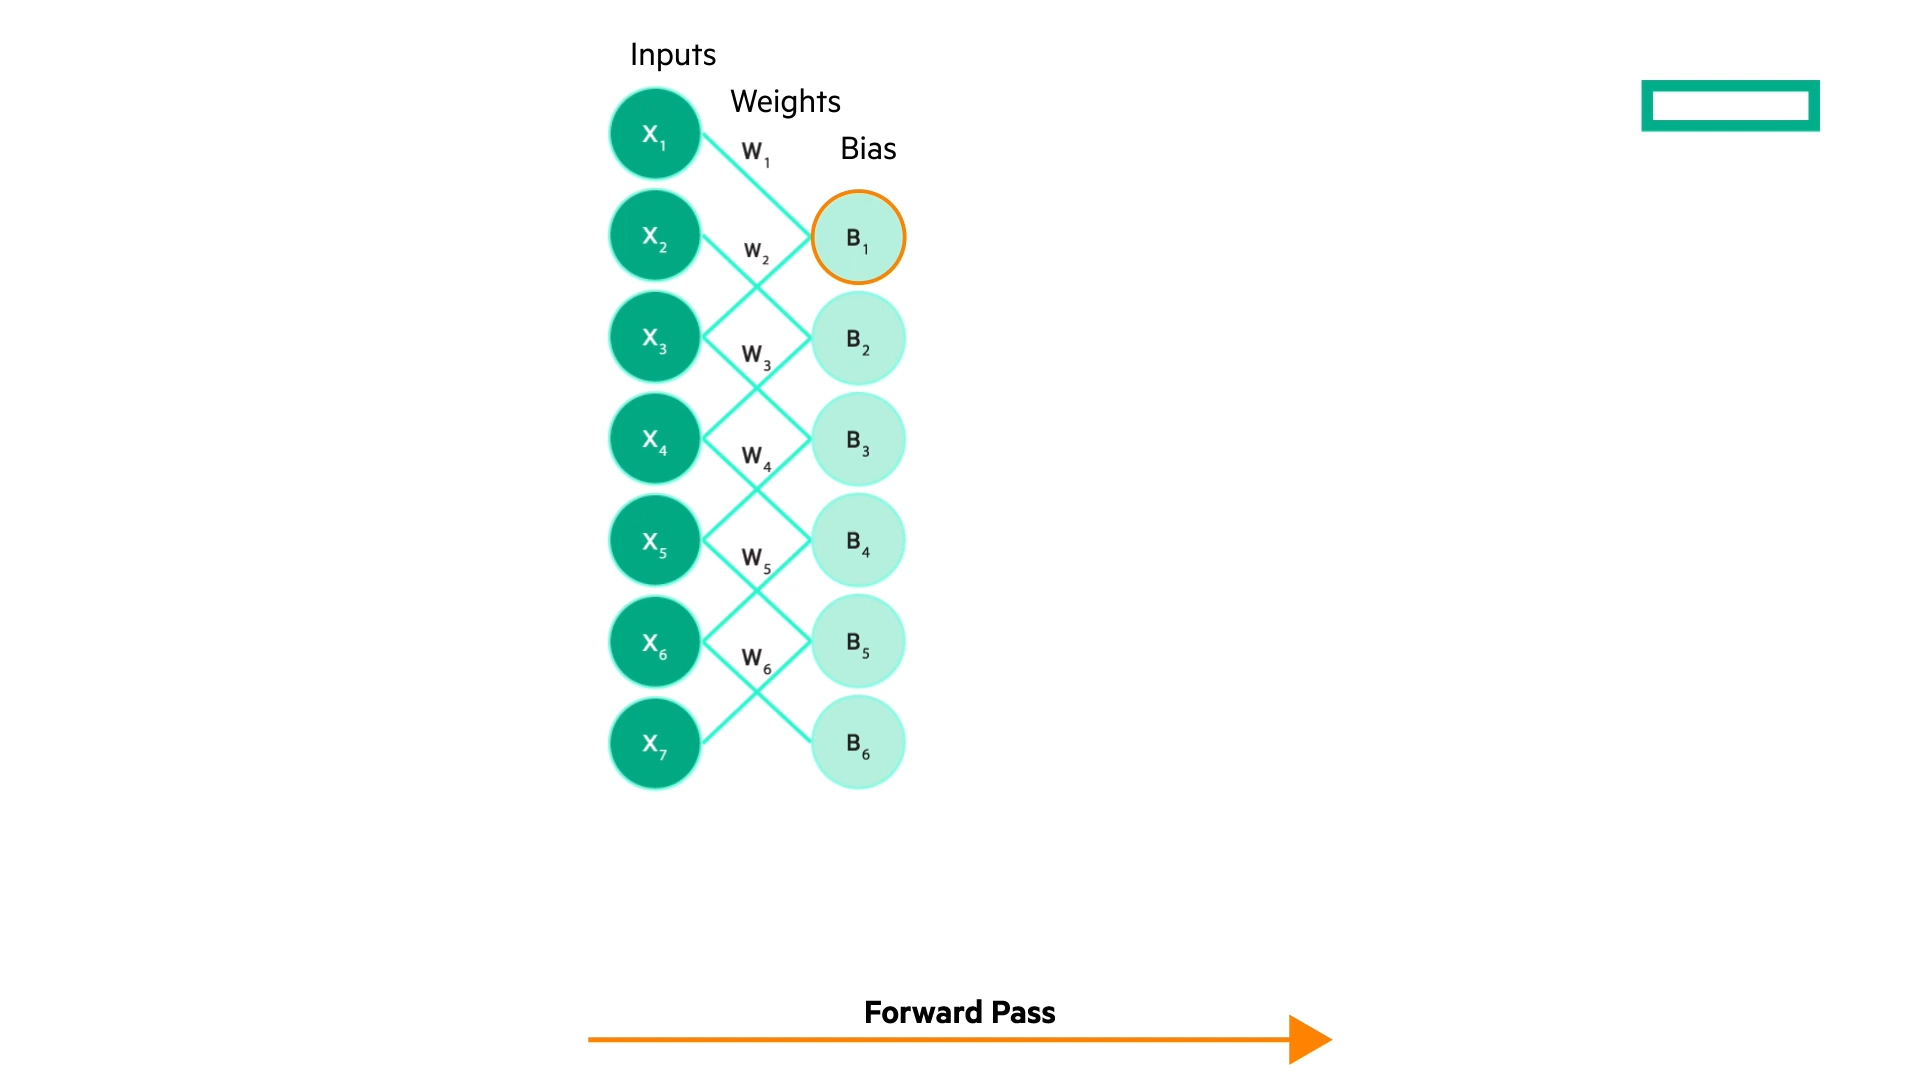 Inputs
Weights
Bias
X1
W1
X2
W2
B1
X3
W3
B2
X4
W4
B3
X5
W5
B4
X6
W6
B5
X7
B6
Forward Pass